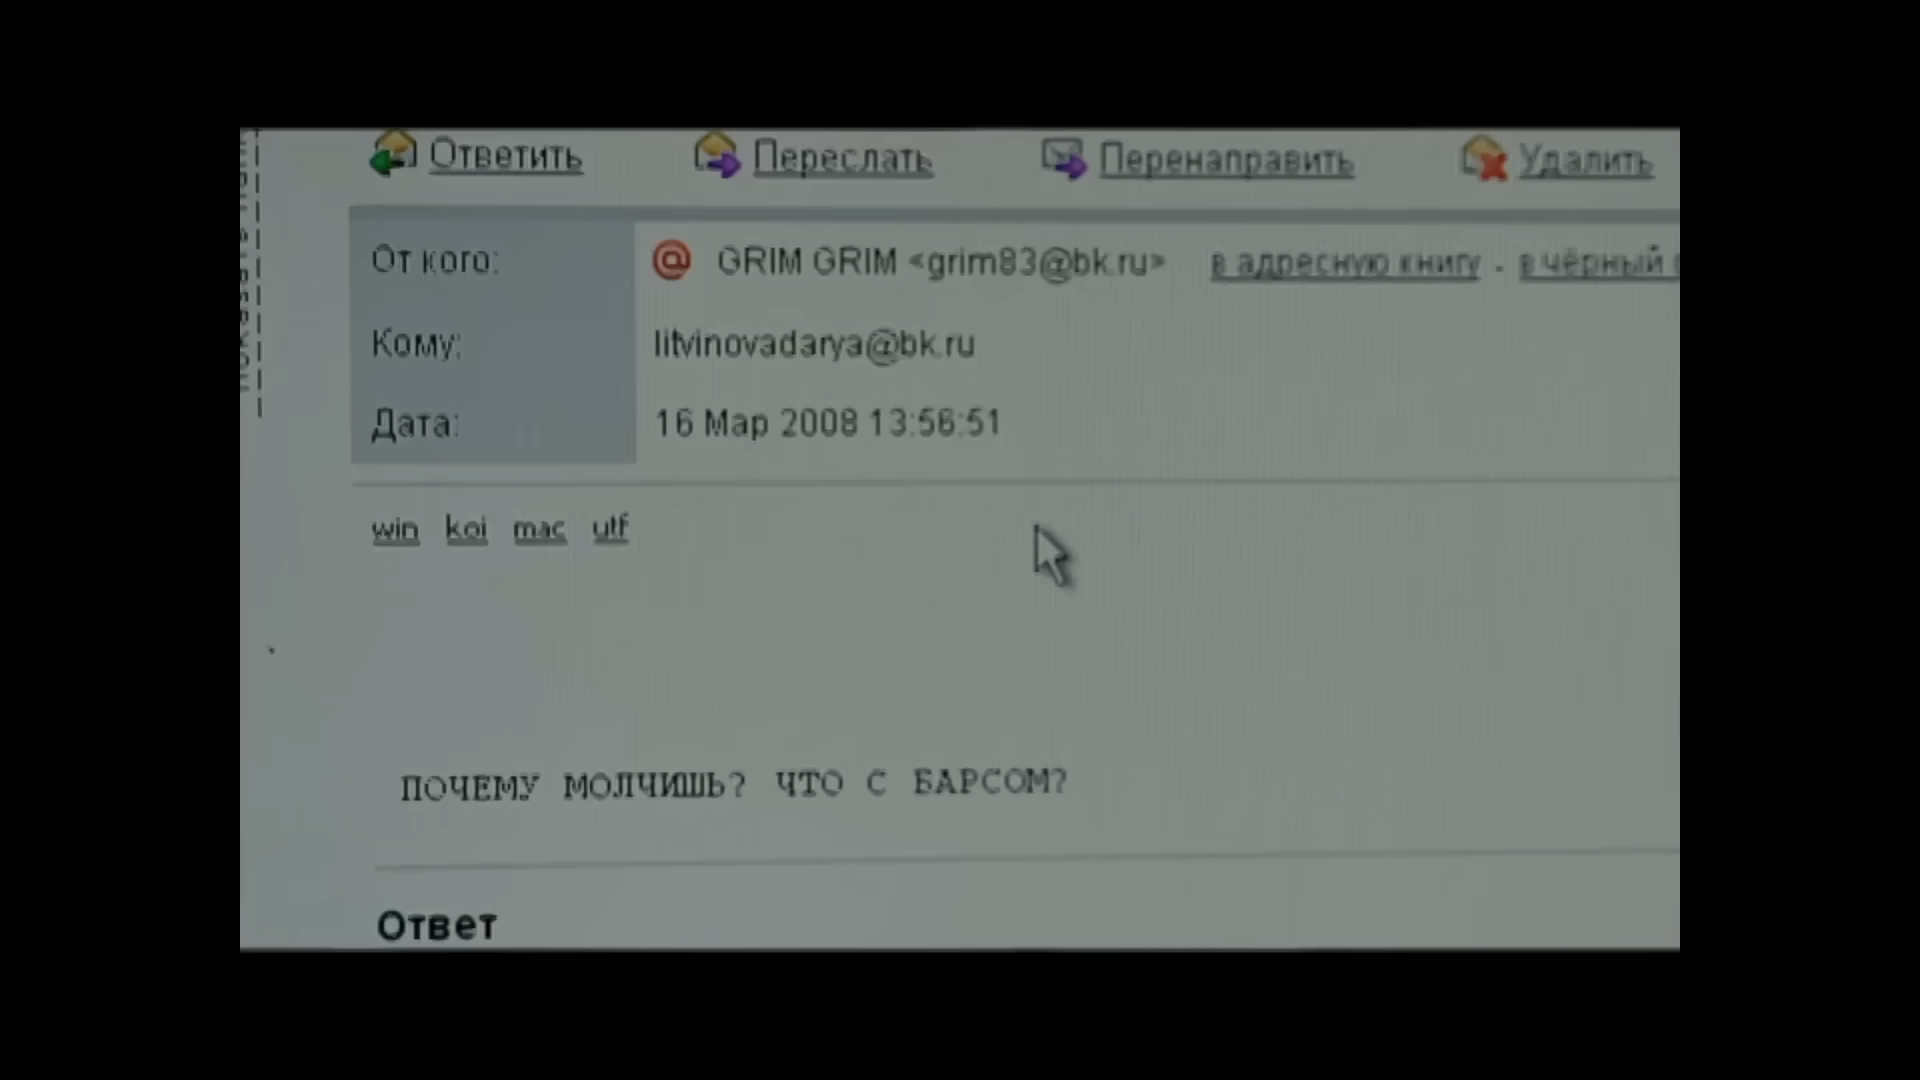 Ответить Переслать Перенаправить Удалить
От кого: @ GRIM GRIM <grim83@bk.ru> в адресную книгу - в чёрный
Кому: litvinovadarya@bk.ru
Дата: 16 Мар 2008 13:56:51
win koi mac utf
ПОЧЕМУ МОЛЧИШЬ? ЧТО С БАРСОМ?
Ответ